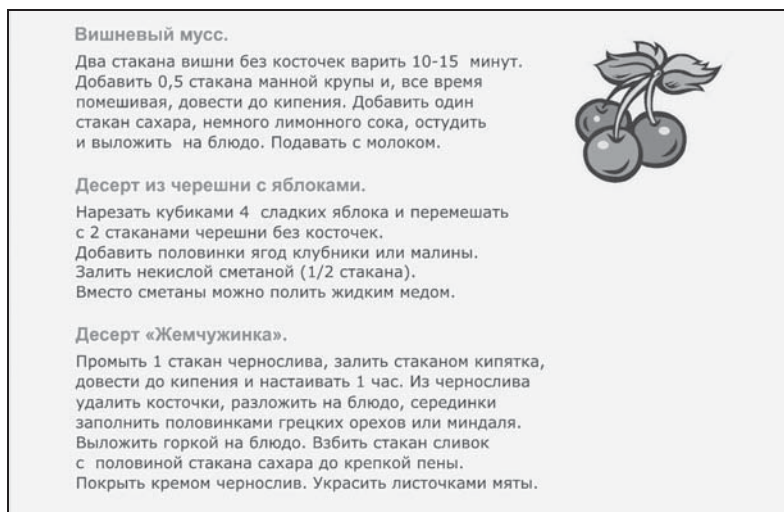 Вишневый мусс.
Два стакана вишни без косточек варить 10-15 минут.
Добавить 0,5 стакана манной крупы и, все время
помешивая, довести до кипения. Добавить один
стакан сахара, немного лимонного сока, остудить
и выложить на блюдо. Подавать с молоком.
Десерт из черешни с яблоками.
Нарезать кубиками 4 сладких яблока и перемешать
с 2 стаканами черешни без косточек.
Добавить половинки ягод клубники или малины.
Залить некислой сметаной (1/2 стакана).
Вместо сметаны можно полить жидким медом.
Десерт «Жемчужинка».
Промыть 1 стакан чернослива, залить стаканом кипятка,
довести до кипения и настаивать 1 час. Из чернослива
удалить косточки, разложить на блюдо, серединки
заполнить половинками грецких орехов или миндаля.
Выложить горкой на блюдо. Взбить стакан сливок
с половиной стакана сахара до крепкой пены.
Покрыть кремом чернослив. Украсить листочками мяты.